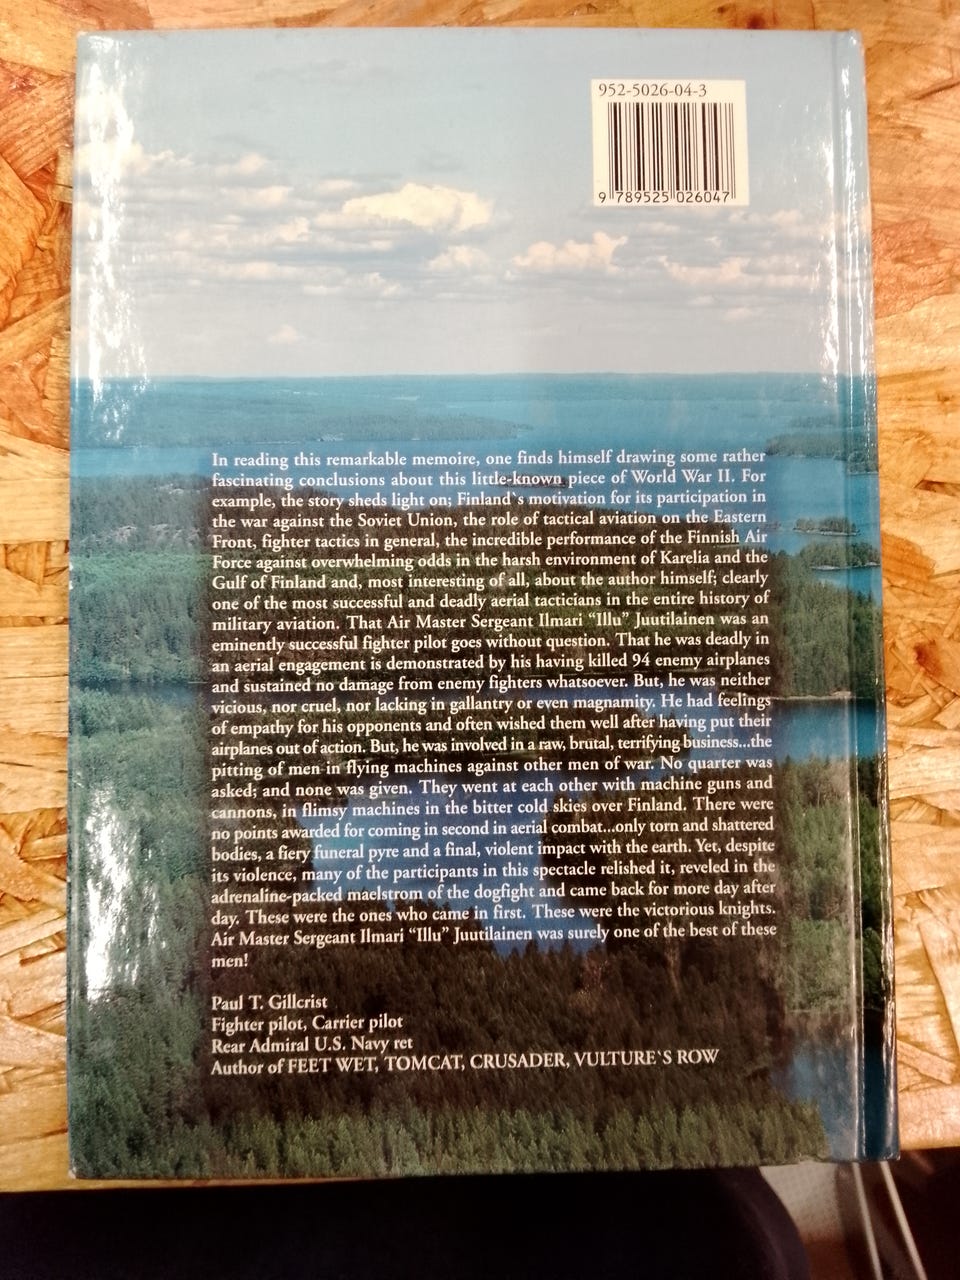 952-5026-04-3
9 789525 026047
In reading this remarkable memoire, one finds himself drawing some rather
fascinating conclusions about this little-known piece of World War II. For
example, the story sheds light on; Finland`s motivation for its participation in
the war against the Soviet Union, the role of tactical aviation on the Eastern
Front, fighter tactics in general, the incredible performance of the Finnish Air
Force against overwhelming odds in the harsh environment of Karelia and the
Gulf of Finland and, most interesting of all, about the author himself; clearly
one of the most successful and deadly aerial tacticians in the entire history of
military aviation. That Air Master Sergeant Ilmari “Illu” Juutilainen was an
eminently successful fighter pilot goes without question. That he was deadly in
an aerial engagement is demonstrated by his having killed 94 enemy airplanes
and sustained no damage from enemy fighters whatsoever. But, he was neither
vicious, nor cruel, nor lacking in gallantry or even magnamity. He had feelings
of empathy for his opponents and often wished them well after having put their
airplanes out of action. But, he was involved in a raw, brutal, terrifying business...the
pitting of men in flying machines against other men of war. No quarter was
asked; and none was given. They went at each other with machine guns and
cannons, in flimsy machines in the bitter cold skies over Finland. There were
no points awarded for coming in second in aerial combat...only torn and shattered
bodies, a fiery funeral pyre and a final, violent impact with the earth. Yet, despite
its violence, many of the participants in this spectacle relished it, reveled in the
adrenaline-packed maelstrom of the dogfight and came back for more day after
day. These were the ones who came in first. These were the victorious knights.
Air Master Sergeant Ilmari “Illu” Juutilainen was surely one of the best of these
men!
Paul T. Gillcrist
Fighter pilot, Carrier pilot
Rear Admiral U.S. Navy ret
Author of FEET WET, TOMCAT, CRUSADER, VULTURE`S ROW